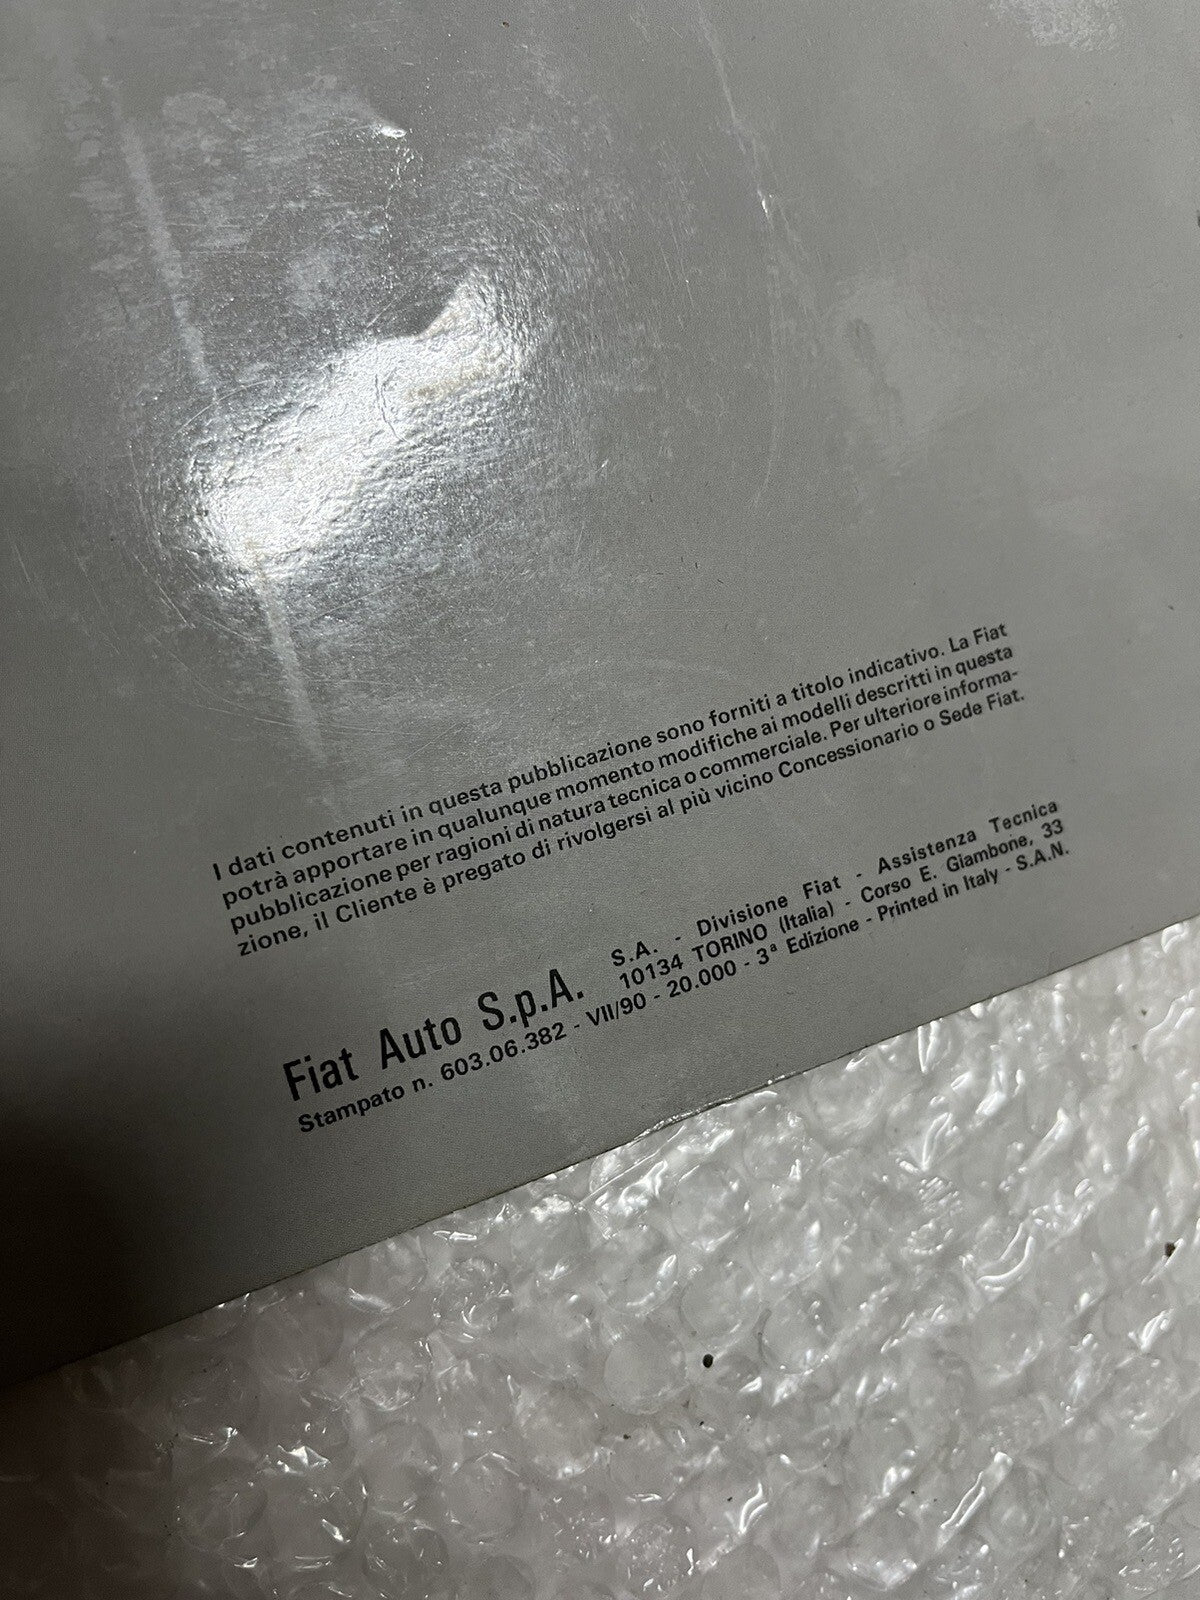 I dati contenuti in questa pubblicazione sono forniti a titolo indicativo. La Fiat
potrà apportare in qualunque momento modifiche ai modelli descritti in questa
pubblicazione per ragioni di natura tecnica o commerciale. Per ulteriore informa-
zione, il Cliente è pregato di rivolgersi al più vicino Concessionario o Sede Fiat.
Fiat Auto S.p.A.
S.A. - Divisione Fiat - Assistenza Tecnica
10134 TORINO (Italia) - Corso E. Giambone, 33
Stampato n. 603.06.382 - VII/90 - 20.000 - 3ª Edizione - Printed in Italy - S.A.N.